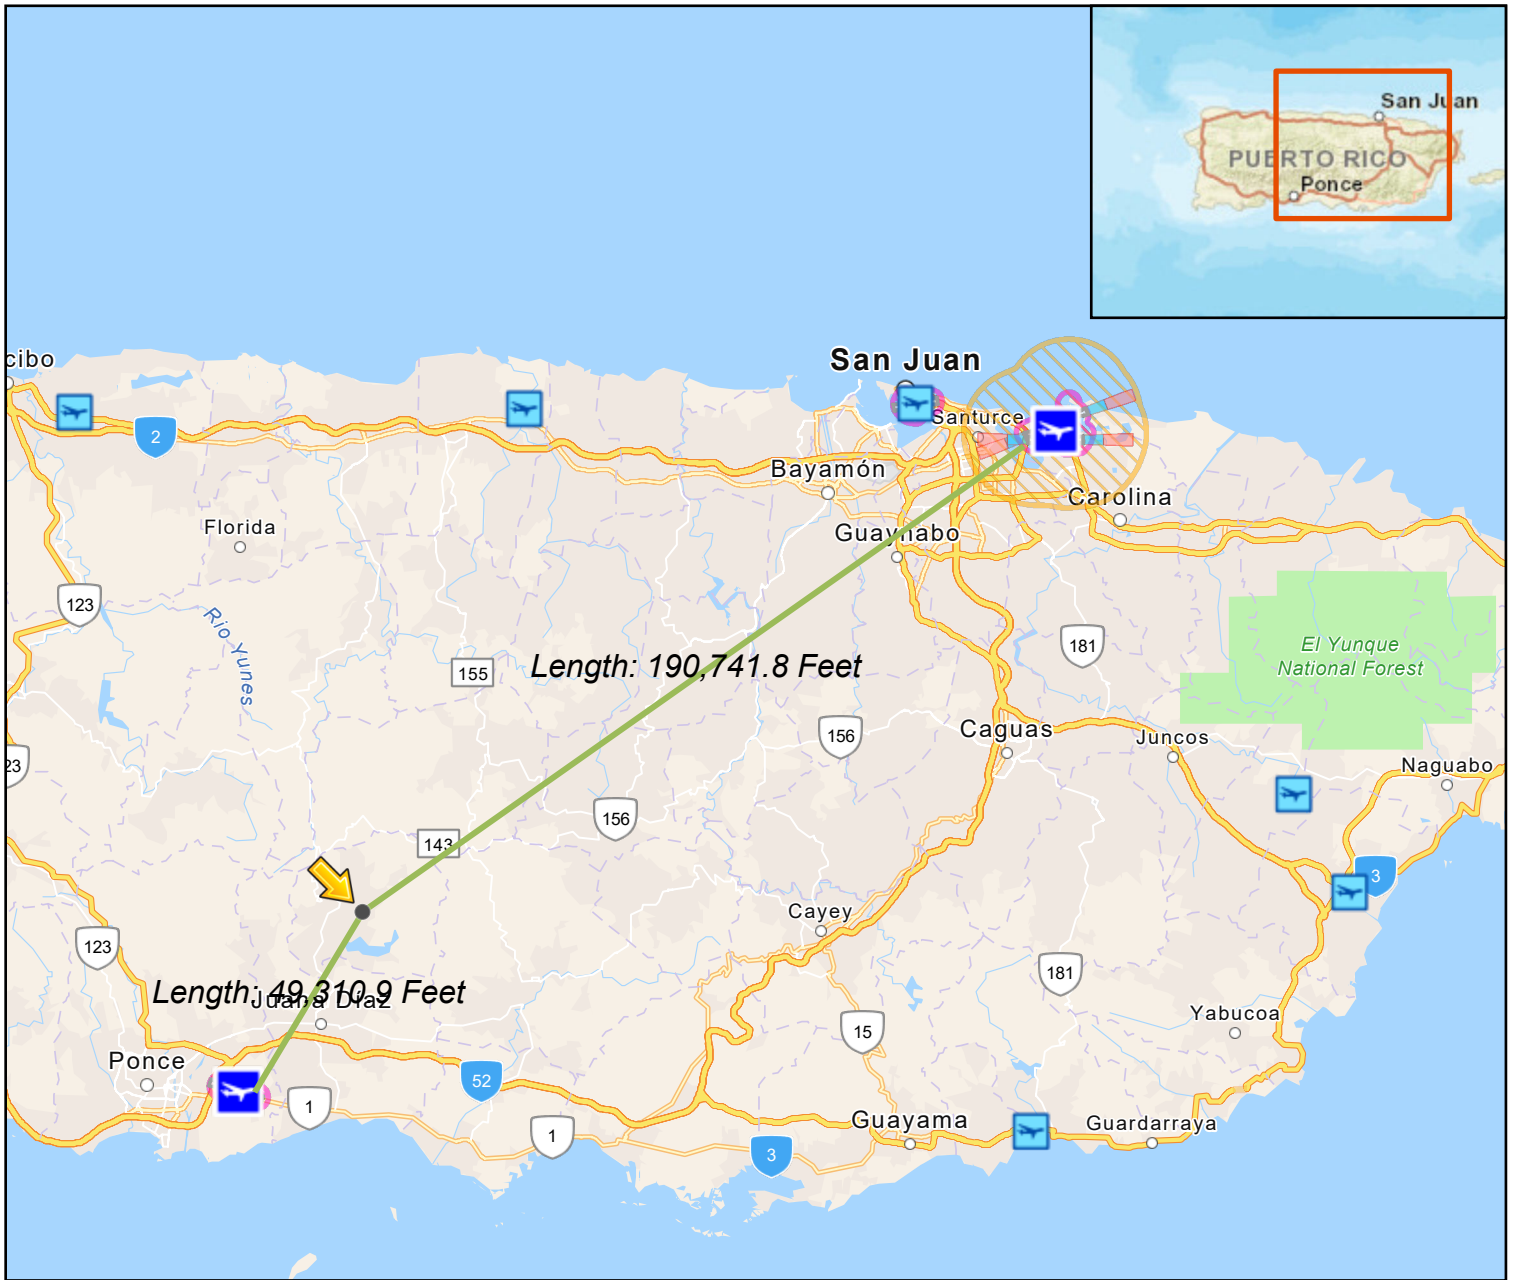 San Juan
PUERTO RICO
Ponce
cibo
San Juan
Santurce
2
Bayamón
Carolina
Florida
Guaynabo
123
Rio Yunes
181
El Yunque
National Forest
155
Length: 190,741.8 Feet
156
Caguas
Juncos
23
Naguabo
156
143
3
Cayey
123
181
Length: 49,310.9 Feet
Juana Díaz
Yabucoa
15
Ponce
52
1
1
Guayama
Guardarraya
3